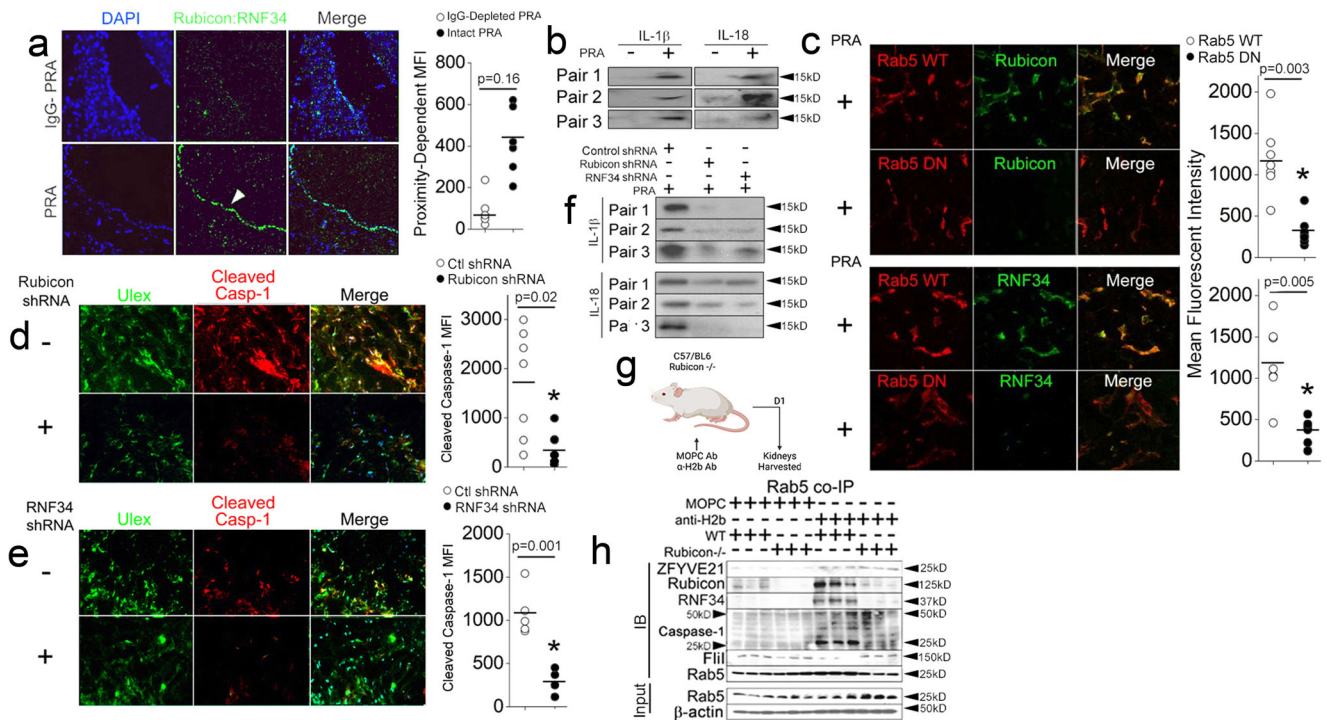 a
DAPI Rubicon:RNF34 Merge
IgG- PRA
PRA
IgG-Depleted PRA
Intact PRA
Proximity-Dependent MFI
p=0.16
800
600
400
200
0
b
IL-1β IL-18
PRA - + - +
Pair 1 15kD
Pair 2 15kD
Pair 3 15kD
c
PRA
Rab5 WT Rubicon Merge
+
Rab5 DN Rubicon Merge
+
PRA
Rab5 WT RNF34 Merge
+
Rab5 DN RNF34 Merge
+
Rab5 WT
Rab5 DN
Mean Fluorescent Intensity
p=0.003
2000
1500
1000
500
0
*
p=0.005
2000
1500
1000
500
0
*
d
Rubicon shRNA
Ulex Cleaved Casp-1 Merge
-
+
Ctl shRNA
Rubicon shRNA
Cleaved Caspase-1 MFI
p=0.02
3000
2000
1000
0
*
e
RNF34 shRNA
Ulex Cleaved Casp-1 Merge
-
+
Ctl shRNA
RNF34 shRNA
Cleaved Caspase-1 MFI
p=0.001
2000
1500
1000
500
0
*
f
Control shRNA +
Rubicon shRNA +
RNF34 shRNA +
PRA + + +
IL-1β
Pair 1 15kD
Pair 2 15kD
Pair 3 15kD
IL-18
Pair 1 15kD
Pair 2 15kD
Pair 3 15kD
g
C57/BL6
Rubicon -/-
D1
MOPC Ab
α-H2b Ab
Kidneys
Harvested
h
Rab5 co-IP
MOPC + + + + + + - - - - - -
anti-H2b - - - - - - + + + + + +
WT + + + - - - + + + - - -
Rubicon-/- - - - + + + - - - + + +
IB
ZFYVE21 25kD
Rubicon 125kD
RNF34 37kD
50kD 50kD
Caspase-1
25kD 25kD
FliI 150kD
Rab5 25kD
Input
Rab5 25kD
β-actin 50kD